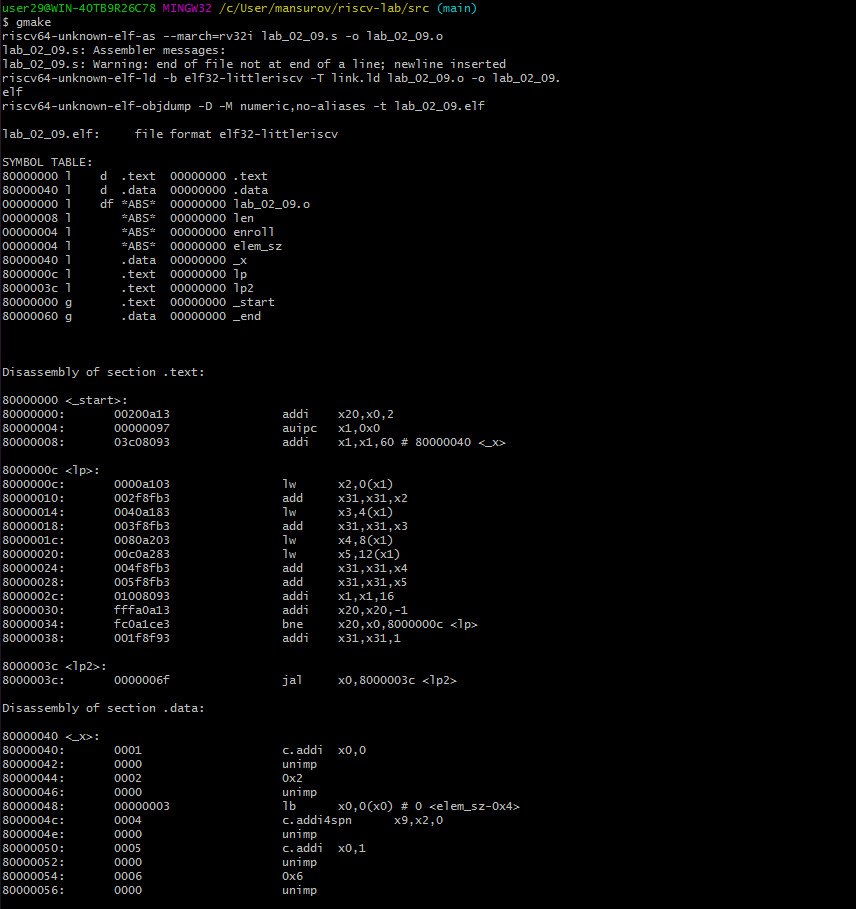 user29@WIN-40TB9R26C78 MINGW32 /c/User/mansurov/riscv-lab/src (main)
$ gmake
riscv64-unknown-elf-as --march=rv32i lab_02_09.s -o lab_02_09.o
lab_02_09.s: Assembler messages:
lab_02_09.s: Warning: end of file not at end of a line; newline inserted
riscv64-unknown-elf-ld -b elf32-littleriscv -T link.ld lab_02_09.o -o lab_02_09.
elf
riscv64-unknown-elf-objdump -D -M numeric,no-aliases -t lab_02_09.elf
lab_02_09.elf:     file format elf32-littleriscv
SYMBOL TABLE:
80000000 l    d  .text  00000000 .text
80000040 l    d  .data  00000000 .data
00000000 l    df *ABS*  00000000 lab_02_09.o
00000008 l       *ABS*  00000000 len
00000004 l       *ABS*  00000000 enroll
00000004 l       *ABS*  00000000 elem_sz
80000040 l       .data  00000000 _x
8000000c l       .text  00000000 lp
8000003c l       .text  00000000 lp2
80000000 g       .text  00000000 _start
80000060 g       .data  00000000 _end
Disassembly of section .text:
80000000 <_start>:
80000000:       00200a13                addi    x20,x0,2
80000004:       00000097                auipc   x1,0x0
80000008:       03c08093                addi    x1,x1,60 # 80000040 <_x>
8000000c <lp>:
8000000c:       0000a103                lw      x2,0(x1)
80000010:       002f8fb3                add     x31,x31,x2
80000014:       0040a183                lw      x3,4(x1)
80000018:       003f8fb3                add     x31,x31,x3
8000001c:       0080a203                lw      x4,8(x1)
80000020:       00c0a283                lw      x5,12(x1)
80000024:       004f8fb3                add     x31,x31,x4
80000028:       005f8fb3                add     x31,x31,x5
8000002c:       01008093                addi    x1,x1,16
80000030:       fffa0a13                addi    x20,x20,-1
80000034:       fc0a1ce3                bne     x20,x0,8000000c <lp>
80000038:       001f8f93                addi    x31,x31,1
8000003c <lp2>:
8000003c:       0000006f                jal     x0,8000003c <lp2>
Disassembly of section .data:
80000040 <_x>:
80000040:       0001                    c.addi  x0,0
80000042:       0000                    unimp
80000044:       0002                    0x2
80000046:       0000                    unimp
80000048:       00000003                lb      x0,0(x0) # 0 <elem_sz-0x4>
8000004c:       0004                    c.addi4spn      x9,x2,0
8000004e:       0000                    unimp
80000050:       0005                    c.addi  x0,1
80000052:       0000                    unimp
80000054:       0006                    0x6
80000056:       0000                    unimp